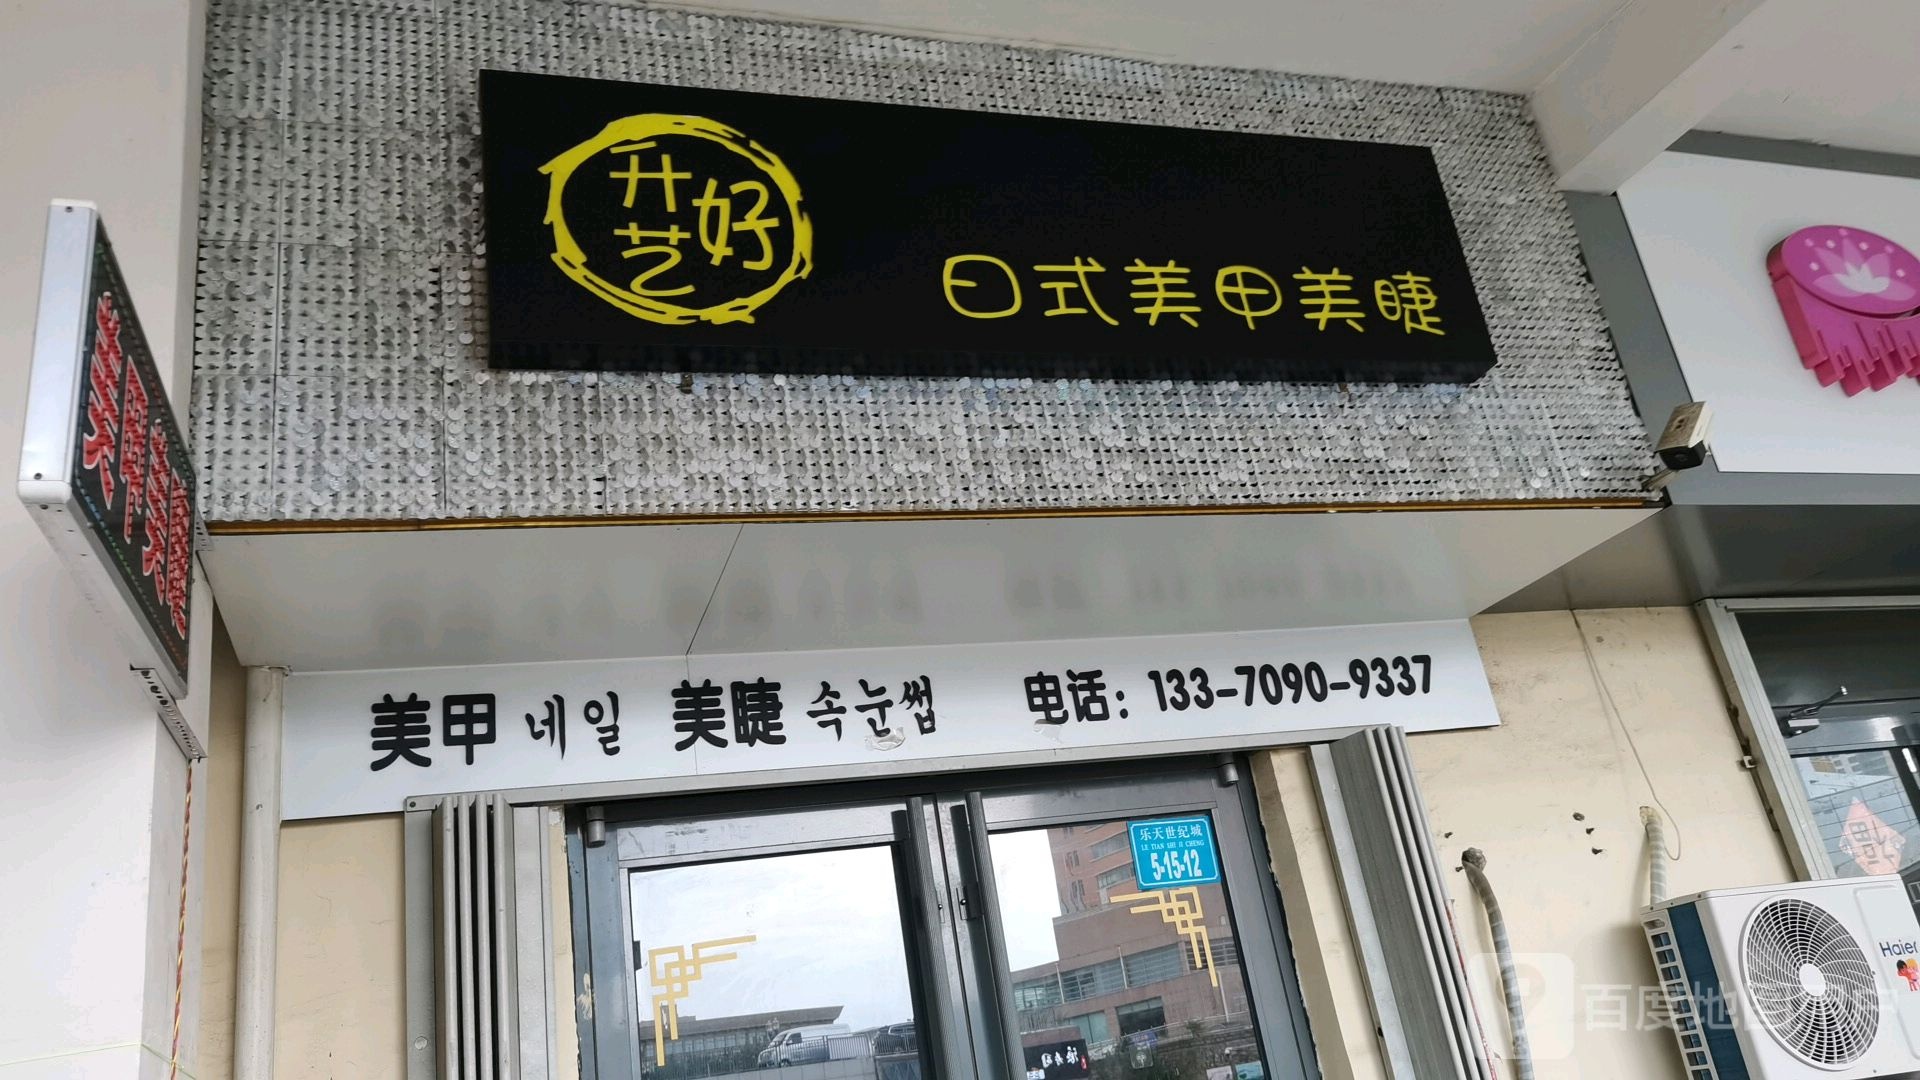 开艺好
日式美甲美睫
美甲 네일 美睫 속눈썹 电话：133-7090-9337
乐天世纪城
LE TIAN SHI JI CHENG
5-15-12
Haier
百度地图